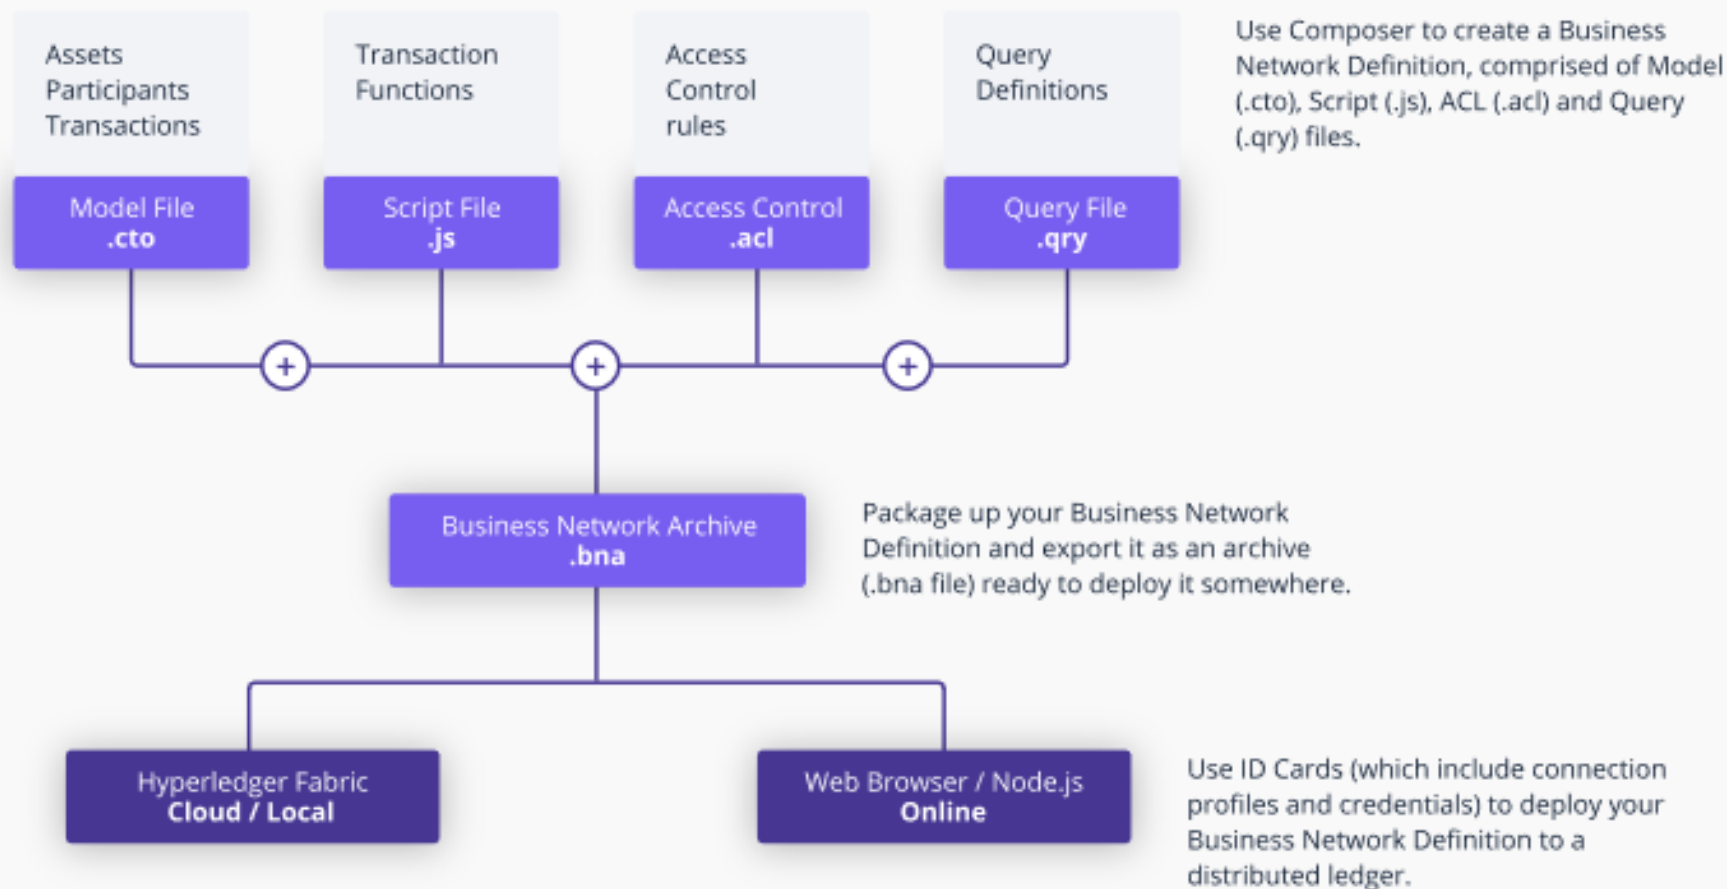 Assets
Participants
Transactions
Model File
.cto
Transaction
Functions
Script File
.js
Access
Control
rules
Access Control
.acl
Query
Definitions
Query File
.qry
Use Composer to create a Business
Network Definition, comprised of Model
(.cto), Script (.js), ACL (.acl) and Query
(.qry) files.
+
+
+
Business Network Archive
.bna
Package up your Business Network
Definition and export it as an archive
(.bna file) ready to deploy it somewhere.
Hyperledger Fabric
Cloud / Local
Web Browser / Node.js
Online
Use ID Cards (which include connection
profiles and credentials) to deploy your
Business Network Definition to a
distributed ledger.